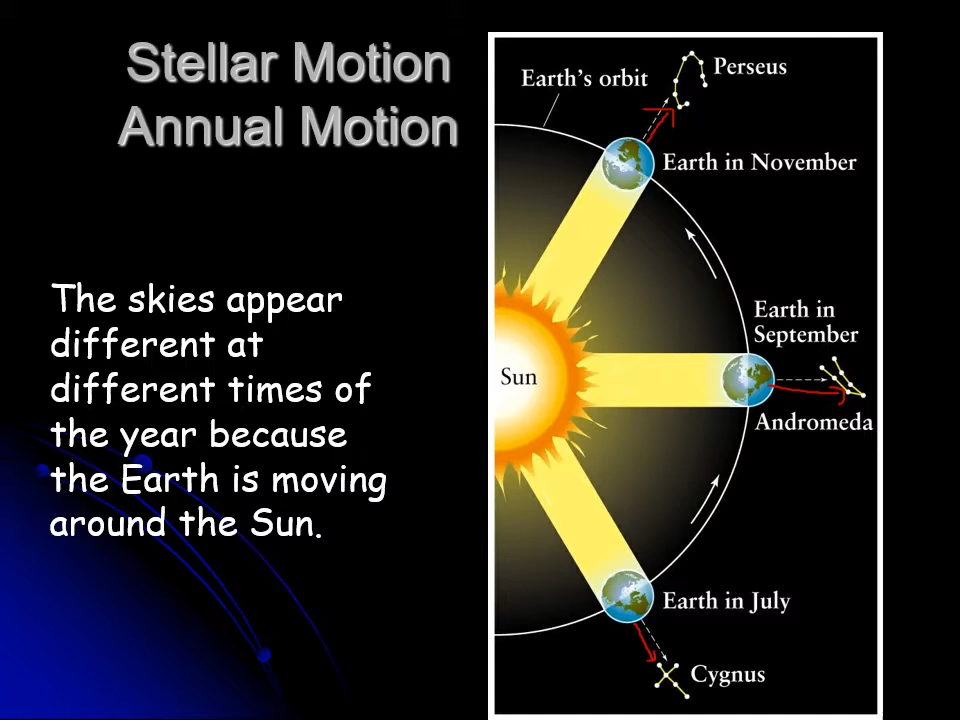 Stellar Motion
Annual Motion
The skies appear
different at
different times of
the year because
the Earth is moving
around the Sun.
Earth's orbit
Perseus
Earth in November
Earth in
September
Sun
Andromeda
Earth in July
Cygnus